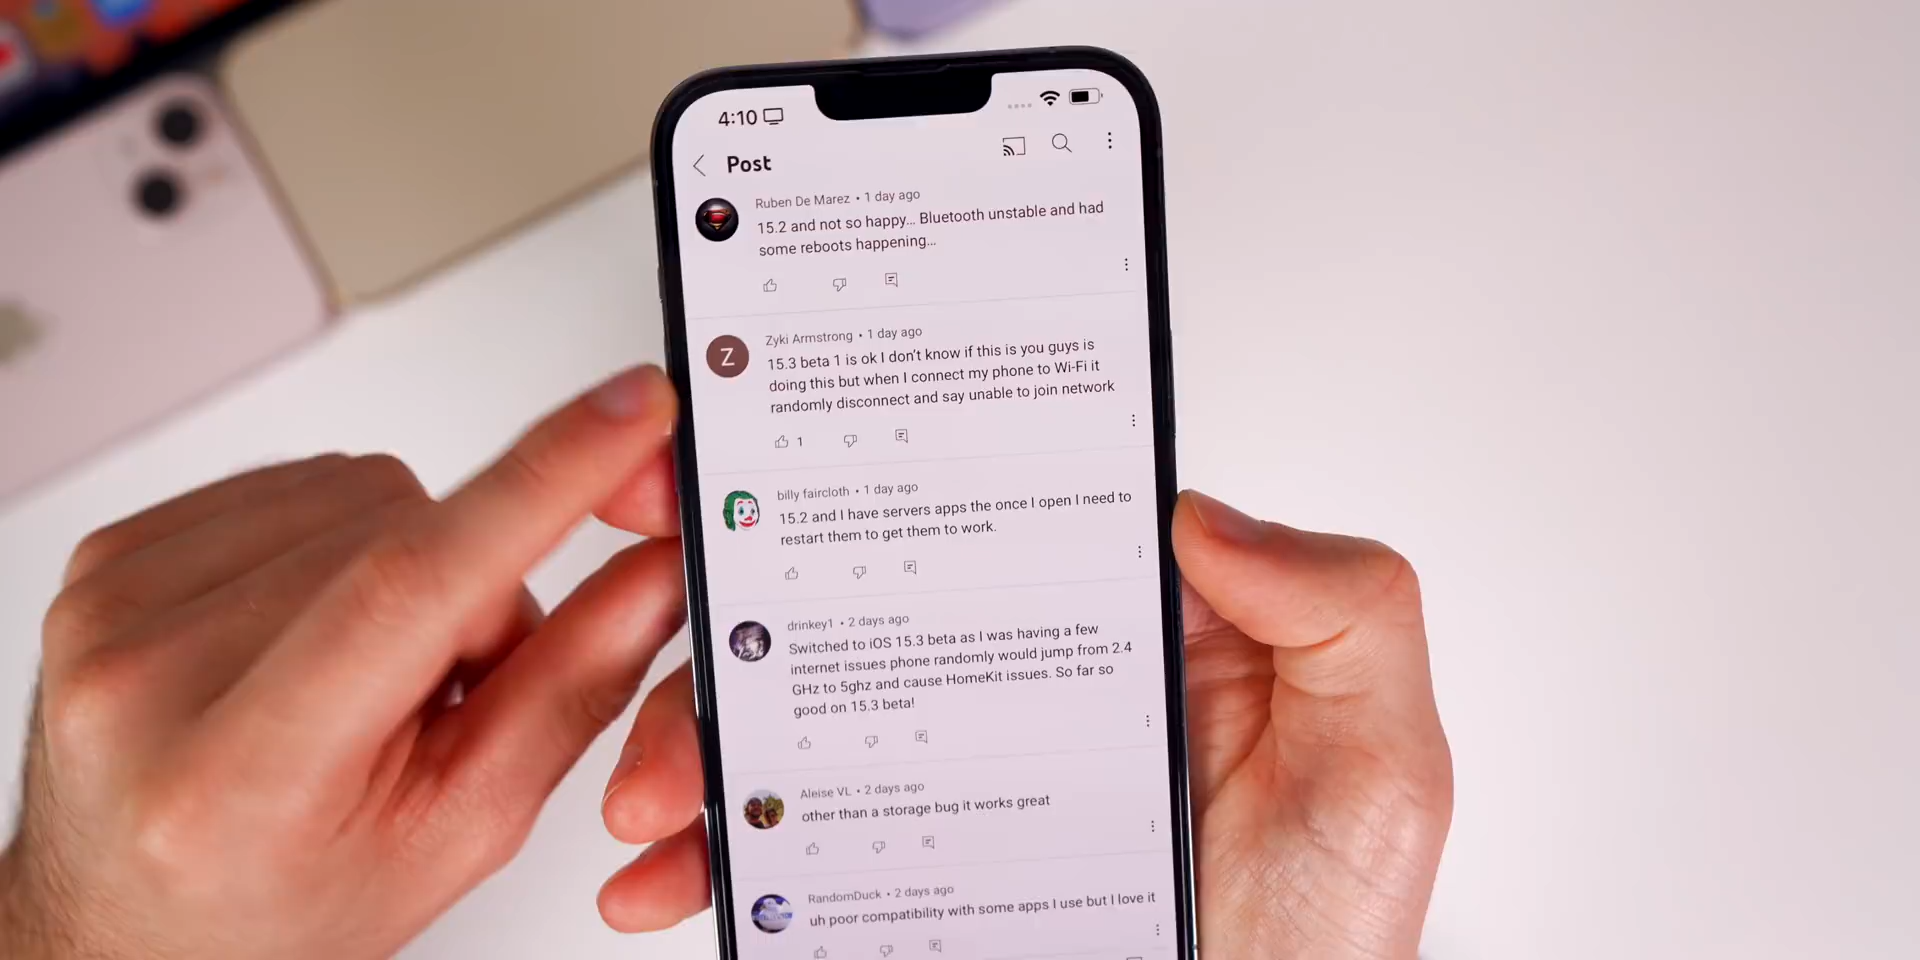 4:10
Post
Ruben De Marez • 1 day ago
15.2 and not so happy... Bluetooth unstable and had
some reboots happening...
Z
Zyki Armstrong • 1 day ago
15.3 beta 1 is ok I don't know if this is you guys is
doing this but when I connect my phone to Wi-Fi it
randomly disconnect and say unable to join network
1
billy faircloth • 1 day ago
15.2 and I have servers apps the once I open I need to
restart them to get them to work.
drinkey1 • 2 days ago
Switched to iOS 15.3 beta as I was having a few
internet issues phone randomly would jump from 2.4
GHz to 5ghz and cause HomeKit issues. So far so
good on 15.3 beta!
Aleise VL • 2 days ago
other than a storage bug it works great
RandomDuck • 2 days ago
uh poor compatibility with some apps I use but I love it